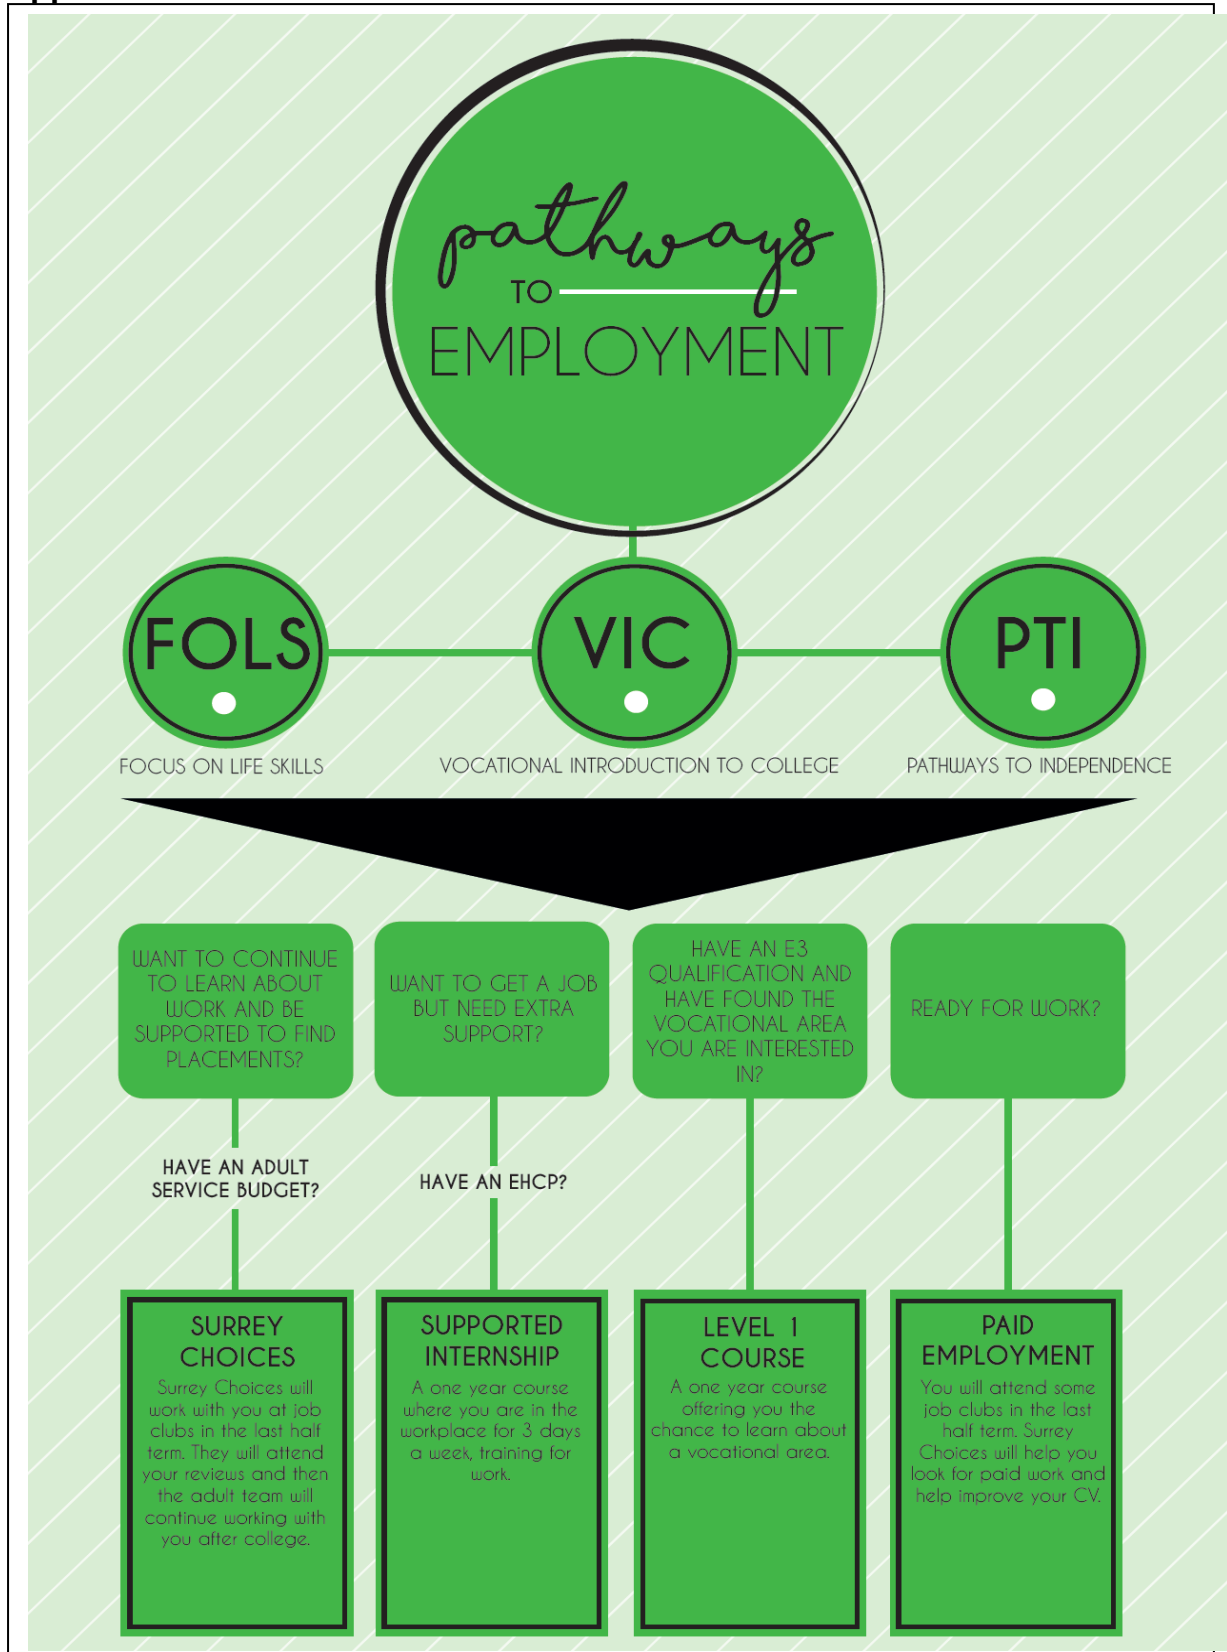 pathways
TO
EMPLOYMENT
FOLS
VIC
PTI
FOCUS ON LIFE SKILLS
VOCATIONAL INTRODUCTION TO COLLEGE
PATHWAYS TO INDEPENDENCE
WANT TO CONTINUE
TO LEARN ABOUT
WORK AND BE
SUPPORTED TO FIND
PLACEMENTS?
WANT TO GET A JOB
BUT NEED EXTRA
SUPPORT?
HAVE AN E3
QUALIFICATION AND
HAVE FOUND THE
VOCATIONAL AREA
YOU ARE INTERESTED
IN?
READY FOR WORK?
HAVE AN ADULT
SERVICE BUDGET?
HAVE AN EHCP?
SURREY
CHOICES
Surrey Choices will
work with you at job
clubs in the last half
term. They will attend
your reviews and then
the adult team will
continue working with
you after college.
SUPPORTED
INTERNSHIP
A one year course
where you are in the
workplace for 3 days
a week, training for
work.
LEVEL 1
COURSE
A one year course
offering you the
chance to learn about
a vocational area.
PAID
EMPLOYMENT
You will attend some
job clubs in the last
half term. Surrey
Choices will help you
look for paid work and
help improve your CV.